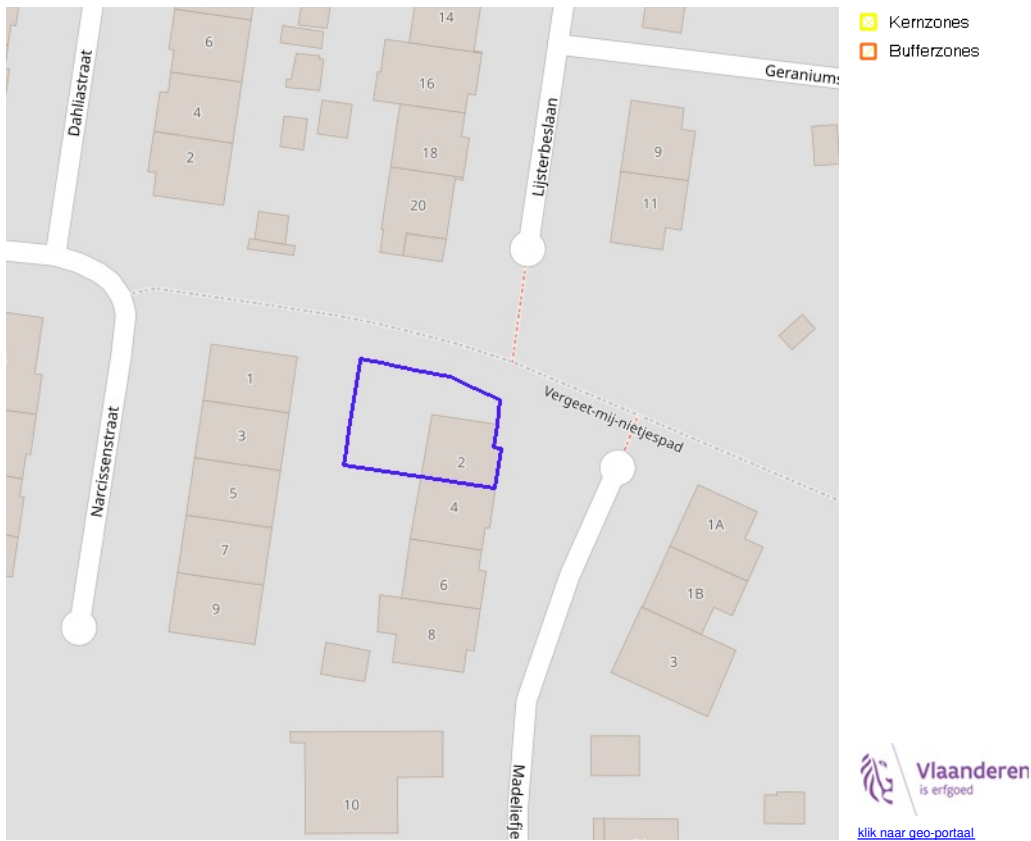 Kernzones
Bufferzones
14
6
Dahliastraat
16
Geraniums
4
Lijsterbeslaan
2
18
9
20
11
1
Vergeet-mij-nietjespad
3
2
Narcissenstraat
5
4
1A
7
6
1B
9
8
3
Madeliefje
10
Vlaanderen
is erfgoed
klik naar geo-portaal